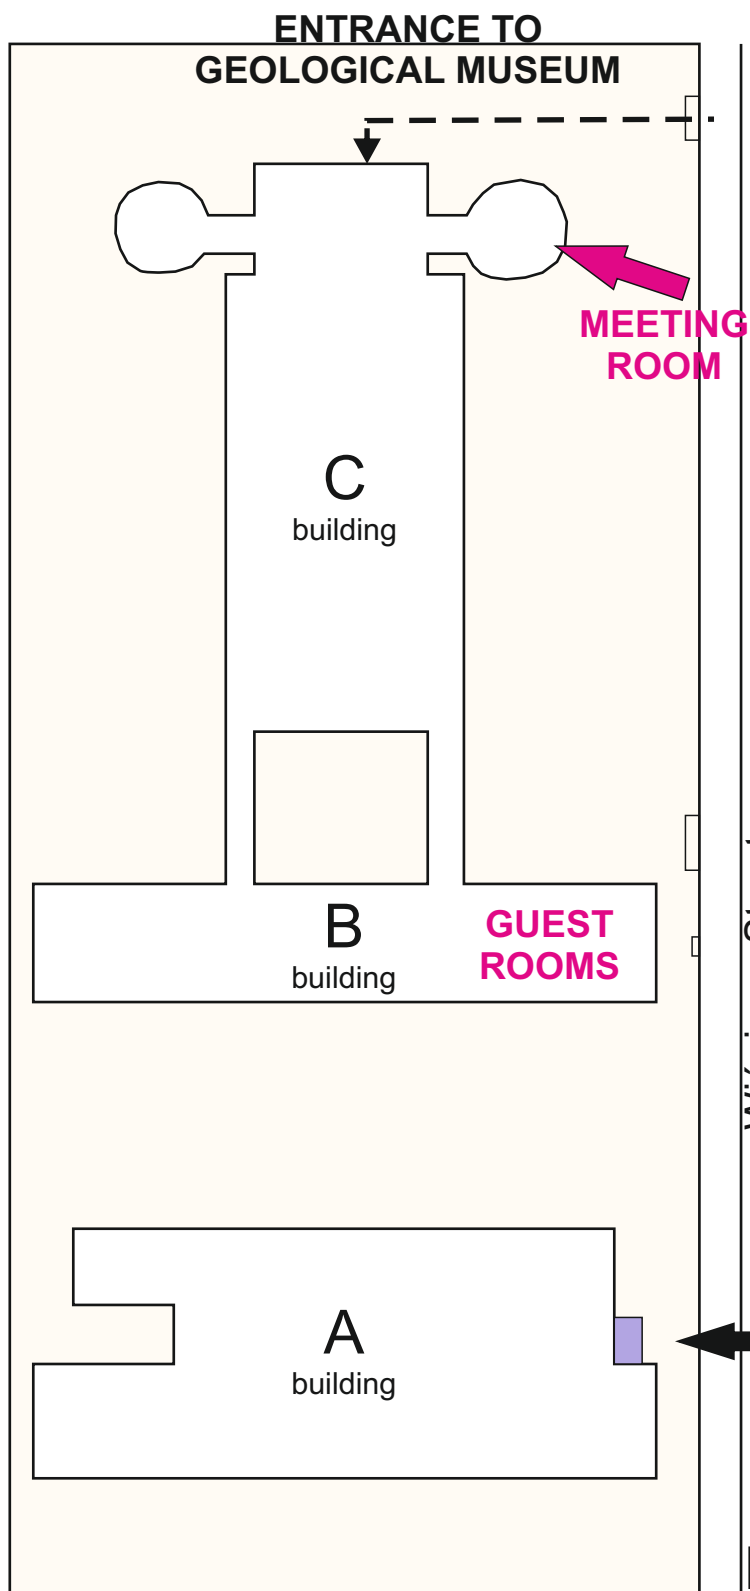 ENTRANCE TO
GEOLOGICAL MUSEUM
MEETING
ROOM
C
building
B
building
GUEST
ROOMS
A
building